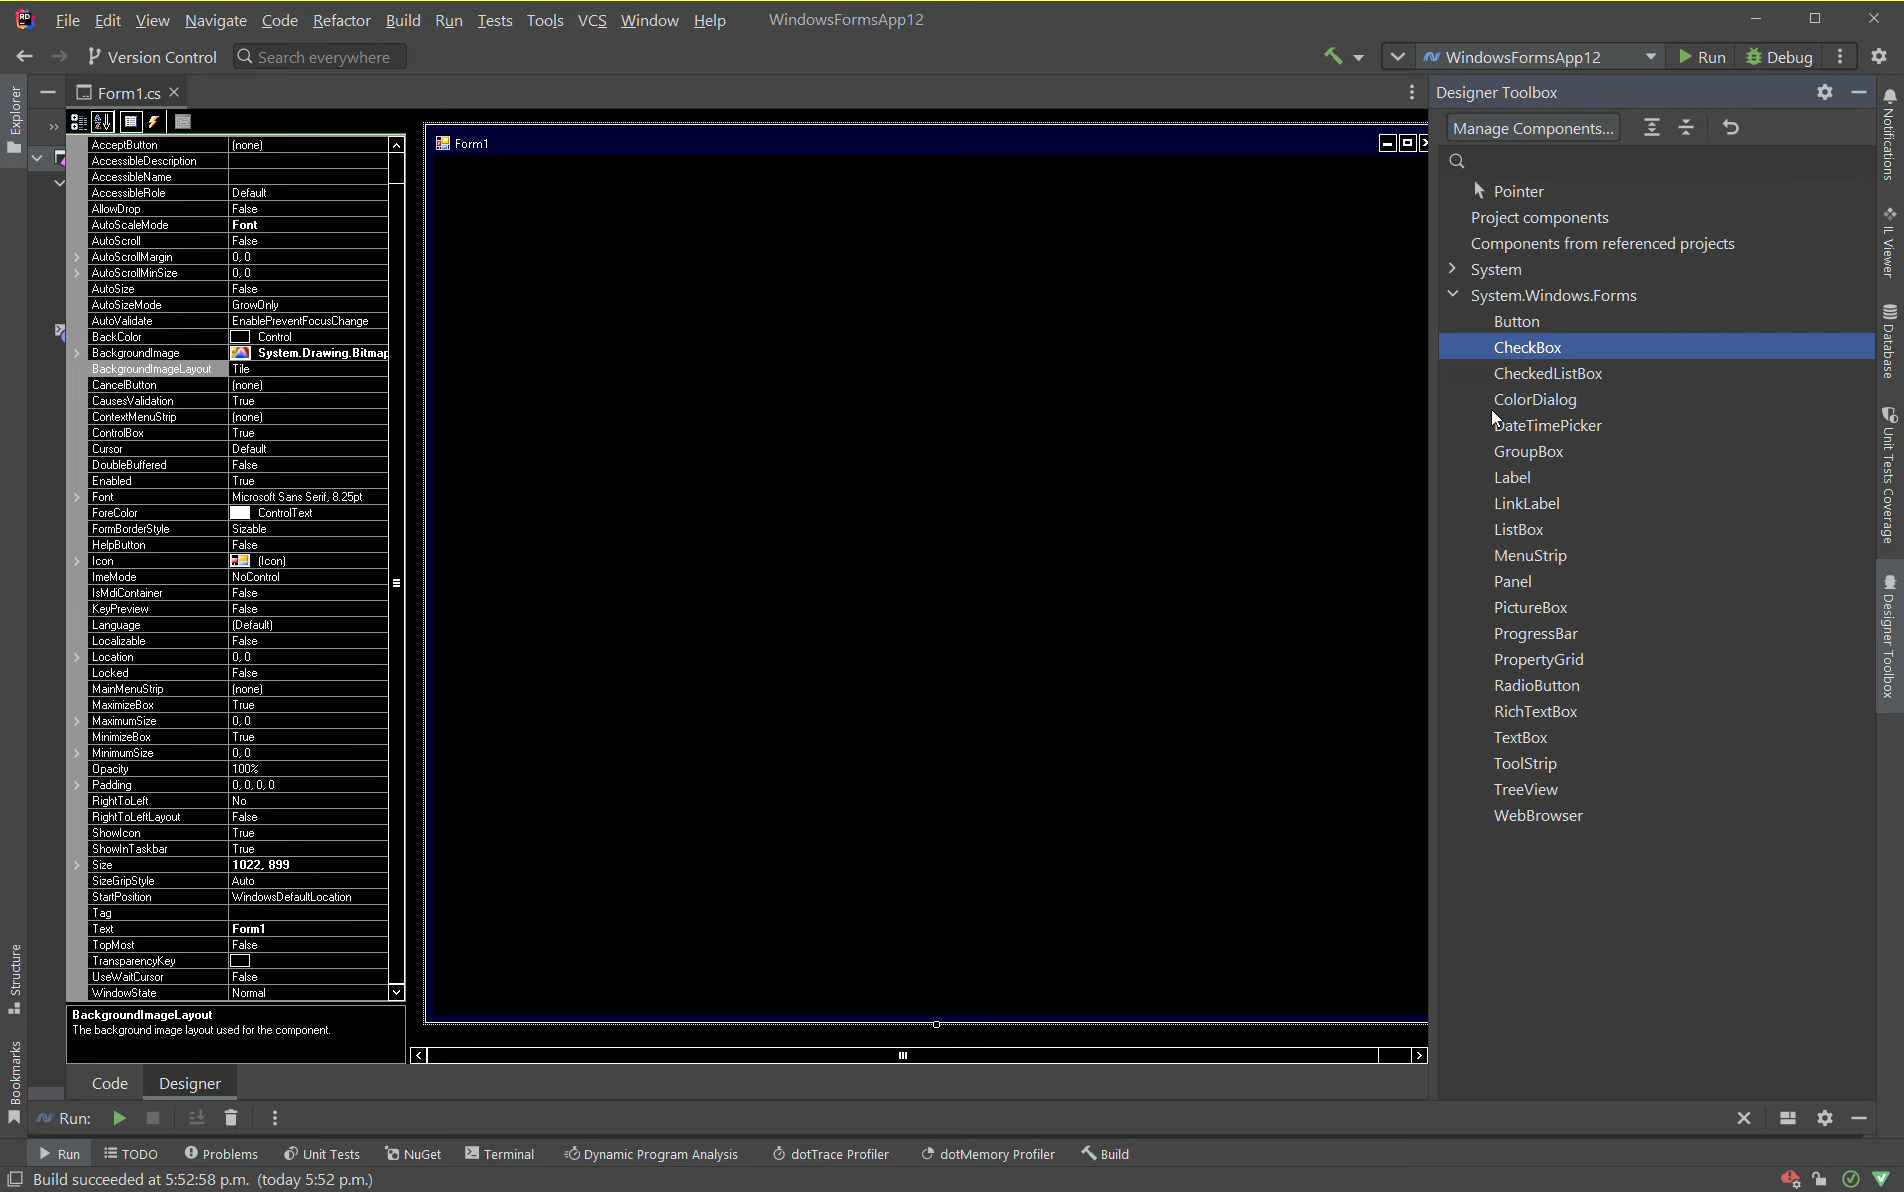 File Edit View Navigate Code Refactor Build Run Tests Tools VCS Window Help WindowsFormsApp12
Version Control Search everywhere WindowsFormsApp12 Run Debug
Explorer
Form1.cs
AcceptButton (none)
AccessibleDescription
AccessibleName
AccessibleRole Default
AllowDrop False
AutoScaleMode Font
AutoScroll False
AutoScrollMargin 0, 0
AutoScrollMinSize 0, 0
AutoSize False
AutoSizeMode GrowOnly
AutoValidate EnablePreventFocusChange
BackColor Control
BackgroundImage System.Drawing.Bitmap
BackgroundImageLayout Tile
CancelButton (none)
CausesValidation True
ContextMenuStrip (none)
ControlBox True
Cursor Default
DoubleBuffered False
Enabled True
Font Microsoft Sans Serif, 8.25pt
ForeColor ControlText
FormBorderStyle Sizable
HelpButton False
Icon (Icon)
ImeMode NoControl
IsMdiContainer False
KeyPreview False
Language (Default)
Localizable False
Location 0, 0
Locked False
MainMenuStrip (none)
MaximizeBox True
MaximumSize 0, 0
MinimizeBox True
MinimumSize 0, 0
Opacity 100%
Padding 0, 0, 0, 0
RightToLeft No
RightToLeftLayout False
ShowIcon True
ShowInTaskbar True
Size 1022, 899
SizeGripStyle Auto
StartPosition WindowsDefaultLocation
Tag
Text Form1
TopMost False
TransparencyKey
UseWaitCursor False
WindowState Normal
BackgroundImageLayout
The background image layout used for the component.
Form1
Designer Toolbox
Manage Components...
Pointer
Project components
Components from referenced projects
System
System.Windows.Forms
Button
CheckBox
CheckedListBox
ColorDialog
DateTimePicker
GroupBox
Label
LinkLabel
ListBox
MenuStrip
Panel
PictureBox
ProgressBar
PropertyGrid
RadioButton
RichTextBox
TextBox
ToolStrip
TreeView
WebBrowser
Notifications
IL Viewer
Database
Unit Tests Coverage
Designer Toolbox
Structure
Bookmarks
Code Designer
Run:
Run TODO Problems Unit Tests NuGet Terminal Dynamic Program Analysis dotTrace Profiler dotMemory Profiler Build
Build succeeded at 5:52:58 p.m. (today 5:52 p.m.)